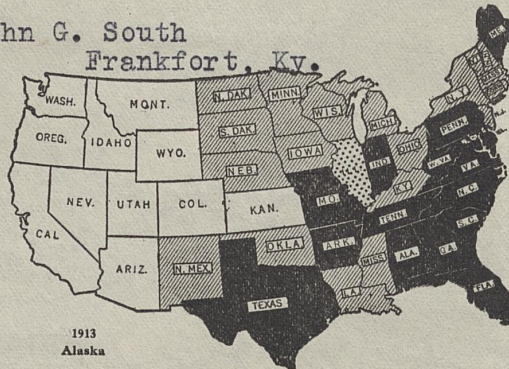 hn G. South
Frankfort, Ky.
WASH.
MONT.
N. DAK.
MINN.
ME.
OREG.
IDAHO
WYO.
S. DAK.
WIS.
MICH.
N.Y.
NEV.
UTAH
COL.
NEB.
IOWA
IND.
OHIO
PENN.
N.J.
CAL
KAN.
MO.
KY.
W.VA
VA.
ARIZ.
N. MEX.
OKLA.
ARK.
TENN.
N.C.
S.C.
TEXAS
LA.
MISS
ALA.
GA.
FLA.
1913
Alaska